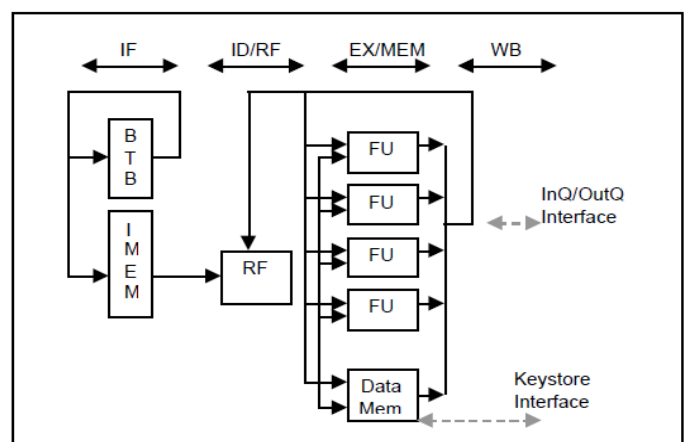 IF
ID/RF
EX/MEM
WB
B
T
B
I
M
E
M
RF
FU
FU
FU
FU
Data
Mem
InQ/OutQ
Interface
Keystore
Interface